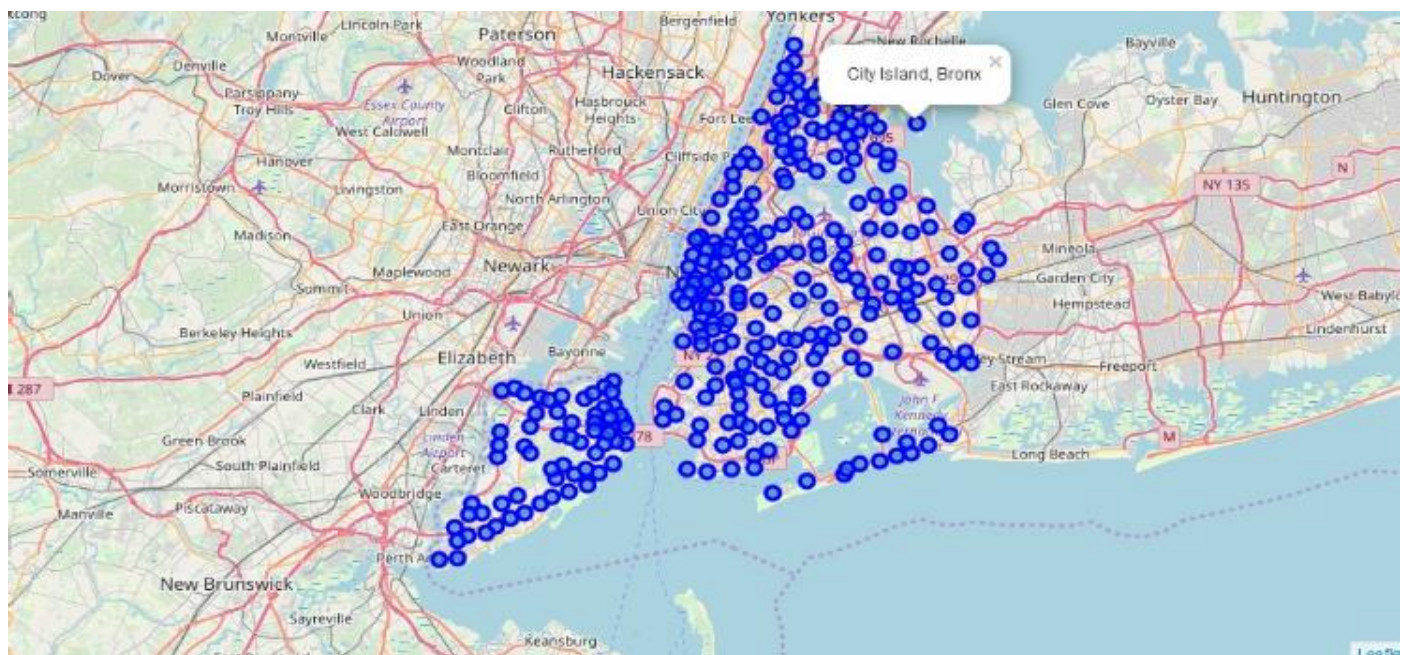 Lincoln Park
Bergenfield
Yonkers
Montville
Paterson
New Rochelle
Bayville
Denville
Woodland
Park
Dover
Hackensack
City Island, Bronx
×
Parsippany
Troy Hills
Essex County
Airport
Clifton
Hasbrouck
Heights
Fort Lee
Glen Cove
Oyster Bay
Huntington
West Caldwell
Montclair
Rutherford
Hanover
Bloomfield
Cliffside
N
Morristown
Livingston
North Arlington
NY 135
Union City
East Orange
Madison
Mineola
Maplewood
Newark
Garden City
Summit
West Babylo
Union
Hempstead
Berkeley Heights
Lindenhurst
Elizabeth
Bayonne
Westfield
Freeport
East Rockaway
I 287
Plainfield
Clark
Linden
John F
Kennedy
Green Brook
Linden
Airport
78
M
South Plainfield
Carteret
Long Beach
Somerville
Woodbridge
Manville
Piscataway
Perth
New Brunswick
Sayreville
Keansburg